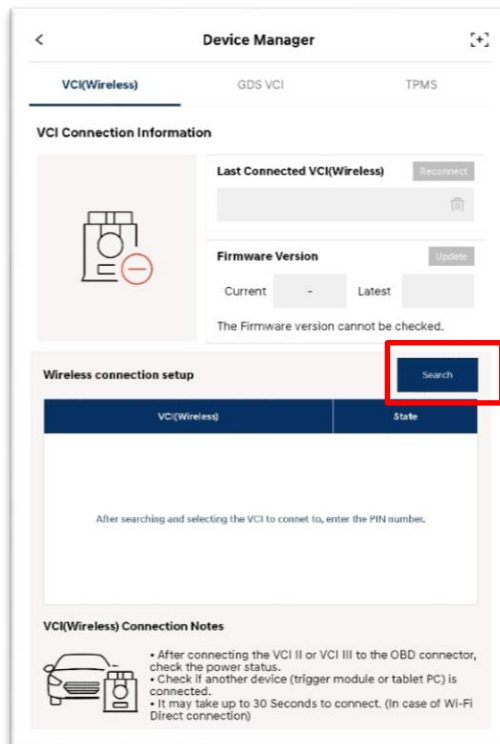 Device Manager
VCI(Wireless) GDS VCI TPMS
VCI Connection Information
Last Connected VCI(Wireless) Reconnect
Firmware Version Update
Current - Latest
The Firmware version cannot be checked.
Wireless connection setup Search
VCI(Wireless) State
After searching and selecting the VCI to connet to, enter the PIN number.
VCI(Wireless) Connection Notes
• After connecting the VCI II or VCI III to the OBD connector,
check the power status.
• Check if another device (trigger module or tablet PC) is
connected.
• It may take up to 30 Seconds to connect. (In case of Wi-Fi
Direct connection)